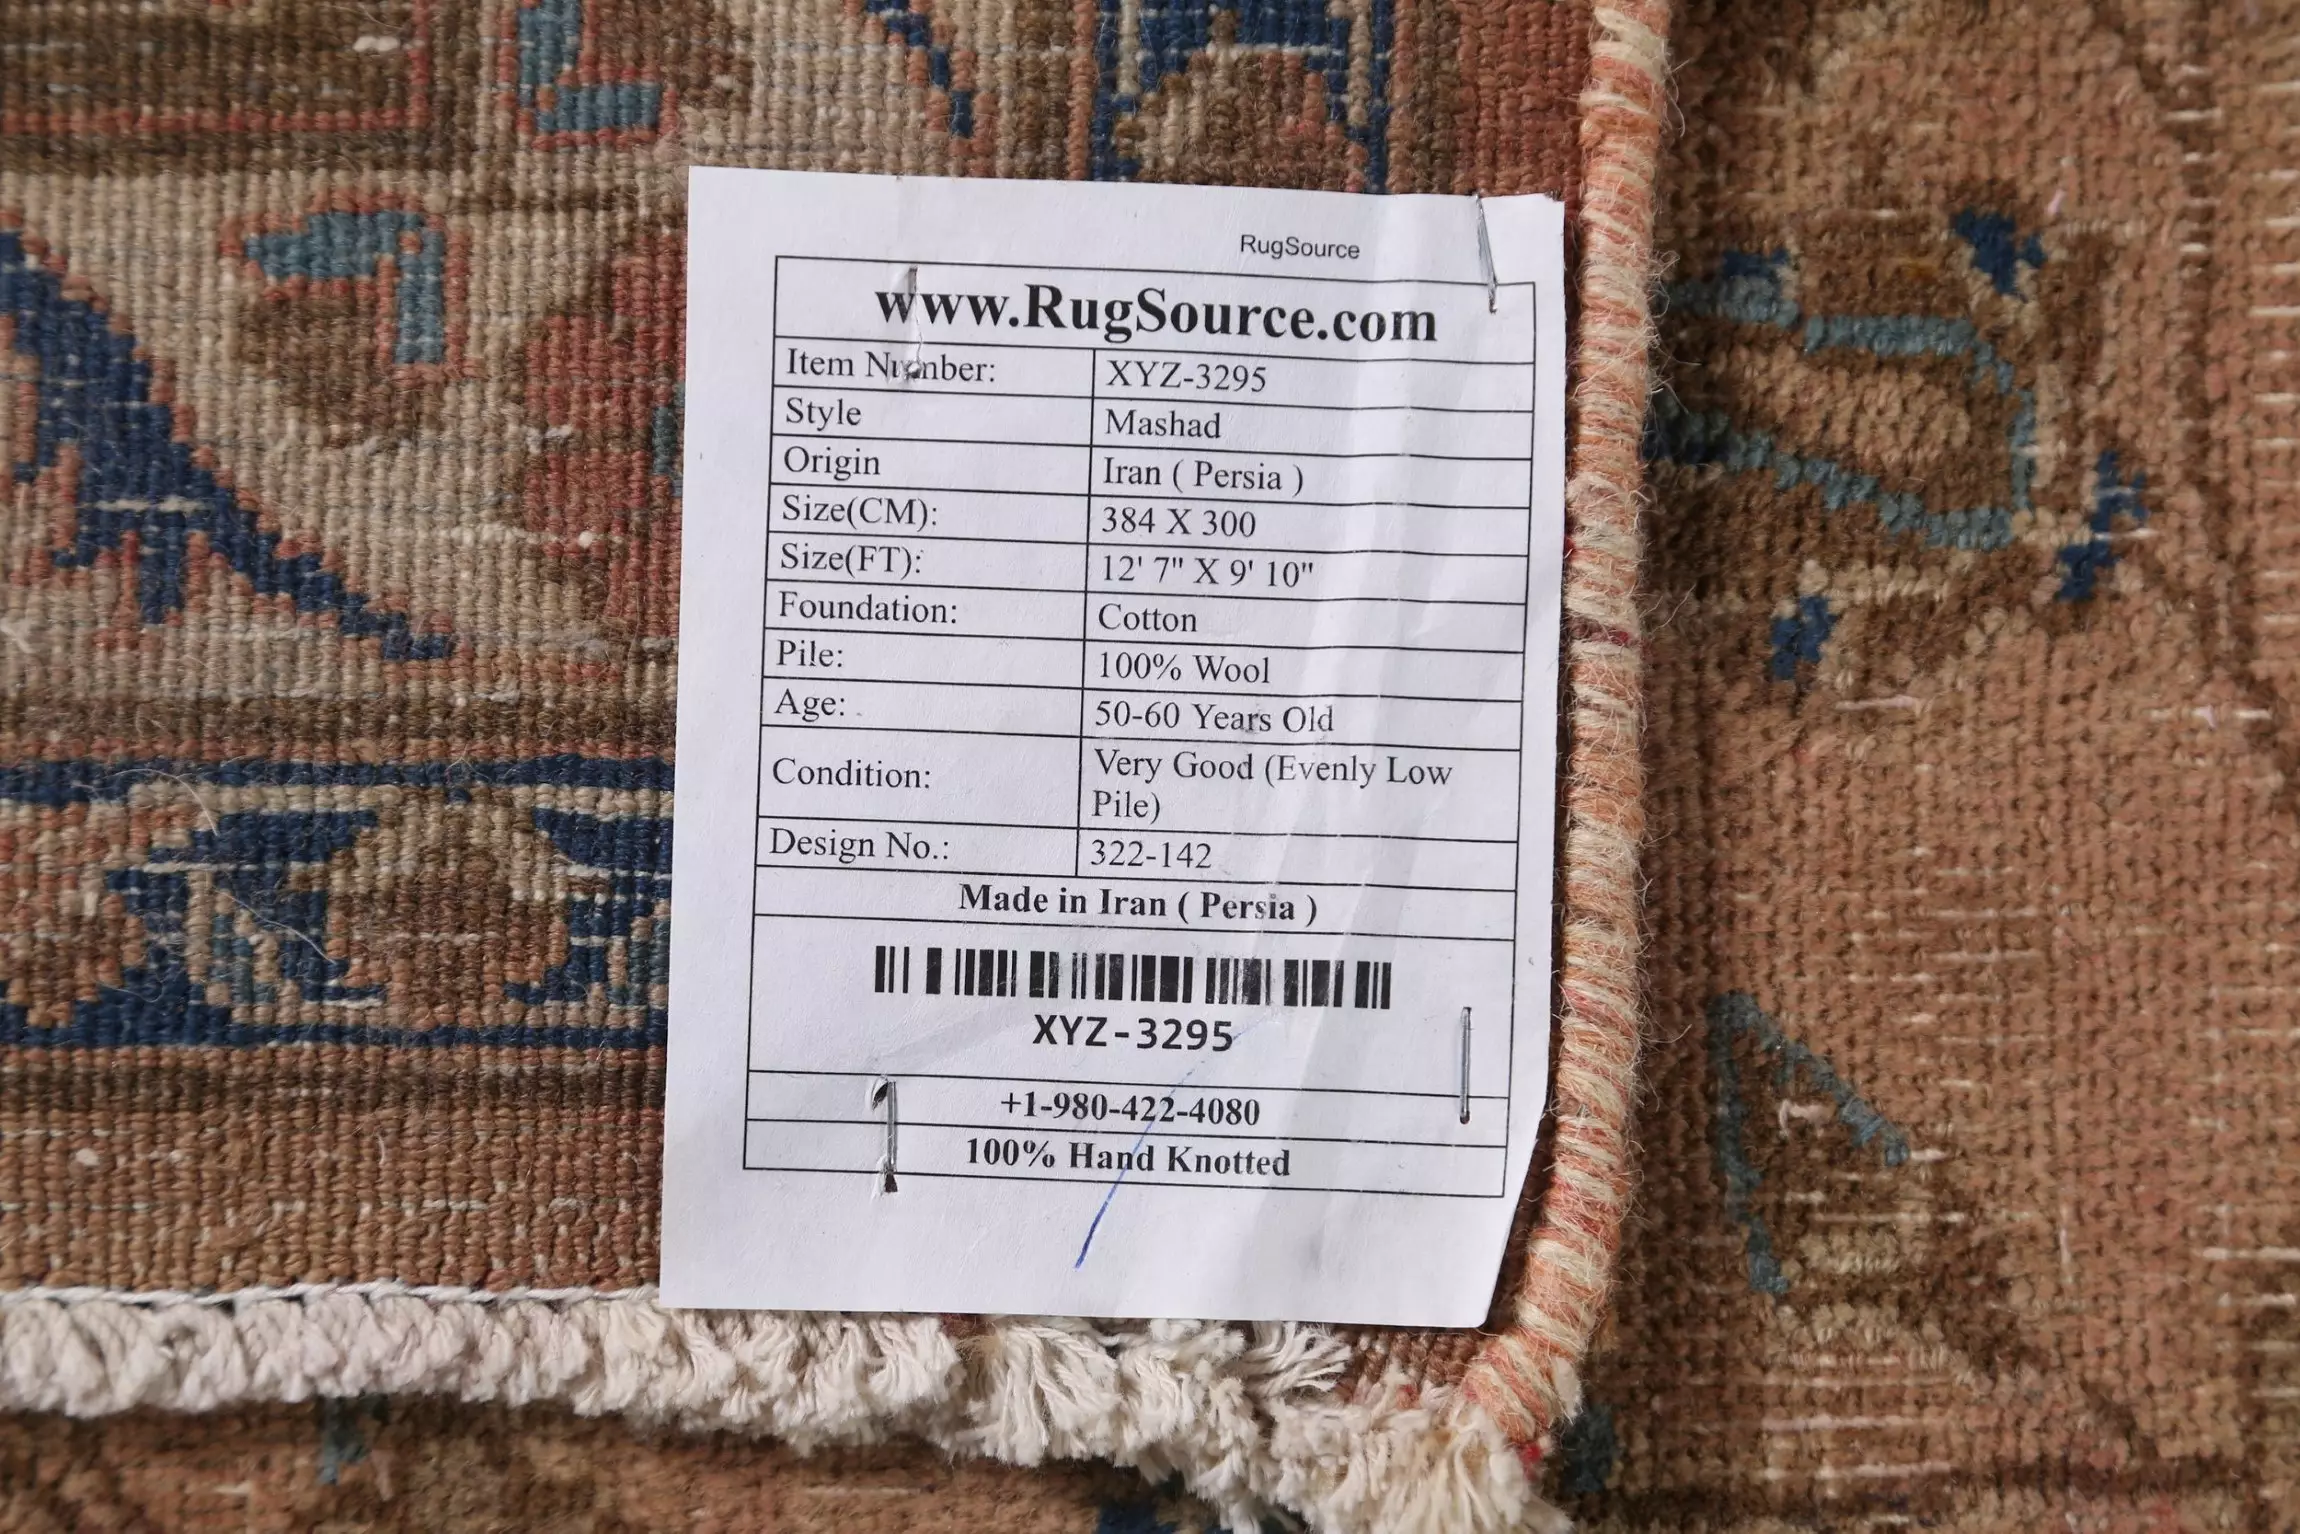 RugSource
www.RugSource.com
Item Number: XYZ-3295
Style Mashad
Origin Iran ( Persia )
Size(CM): 384 X 300
Size(FT): 12' 7" X 9' 10"
Foundation: Cotton
Pile: 100% Wool
Age: 50-60 Years Old
Condition: Very Good (Evenly Low
Pile)
Design No.: 322-142
Made in Iran ( Persia )
XYZ-3295
+1-980-422-4080
100% Hand Knotted